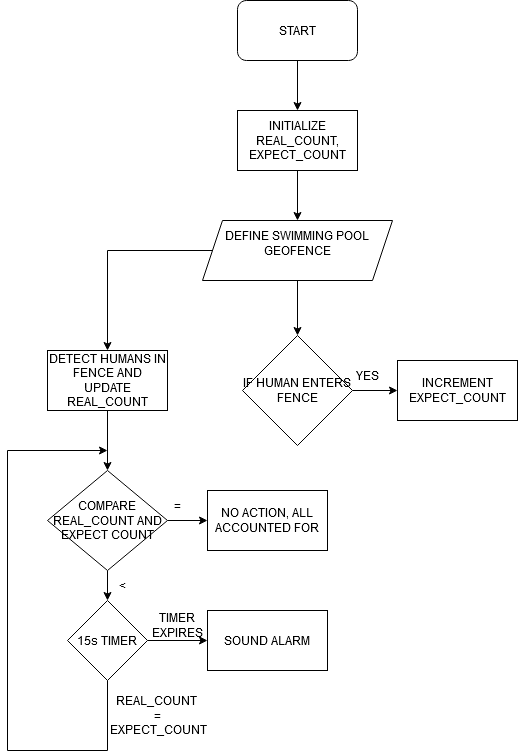 START
INITIALIZE
REAL_COUNT,
EXPECT_COUNT
DEFINE SWIMMING POOL
GEOFENCE
DETECT HUMANS IN
FENCE AND
UPDATE
REAL_COUNT
IF HUMAN ENTERS
FENCE
YES
INCREMENT
EXPECT_COUNT
COMPARE
REAL_COUNT AND
EXPECT COUNT
=
NO ACTION, ALL
ACCOUNTED FOR
<
15s TIMER
TIMER
EXPIRES
SOUND ALARM
REAL_COUNT
=
EXPECT_COUNT